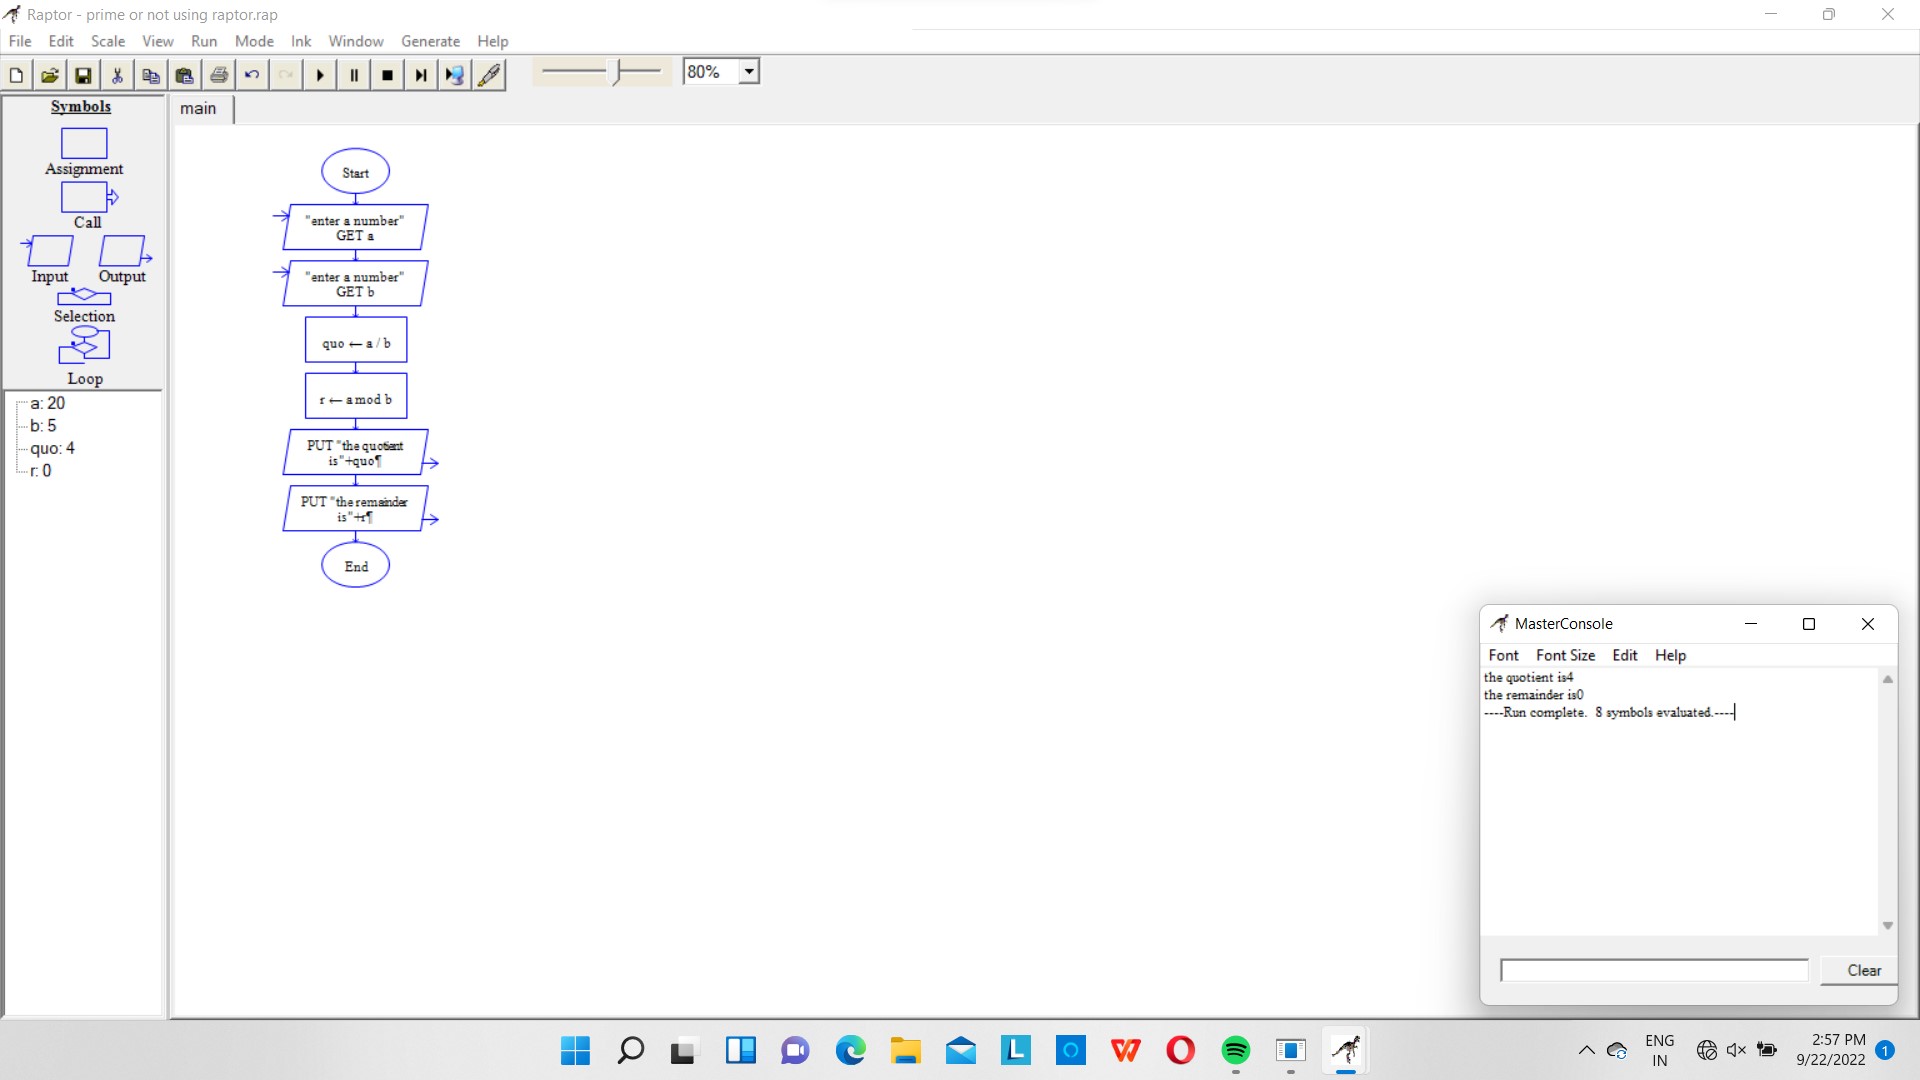 Raptor - prime or not using raptor.rap
File Edit Scale View Run Mode Ink Window Generate Help
80%
Symbols
Assignment
Call
Input Output
Selection
Loop
a: 20
b: 5
quo: 4
r: 0
main
Start
"enter a number"
GET a
"enter a number"
GET b
quo ← a / b
r ← a mod b
PUT "the quotient
is"+quo¶
PUT "the remainder
is"+r¶
End
MasterConsole
Font Font Size Edit Help
the quotient is4
the remainder is0
----Run complete.  8 symbols evaluated.----
Clear
L
W
ENG
IN
2:57 PM
9/22/2022
1